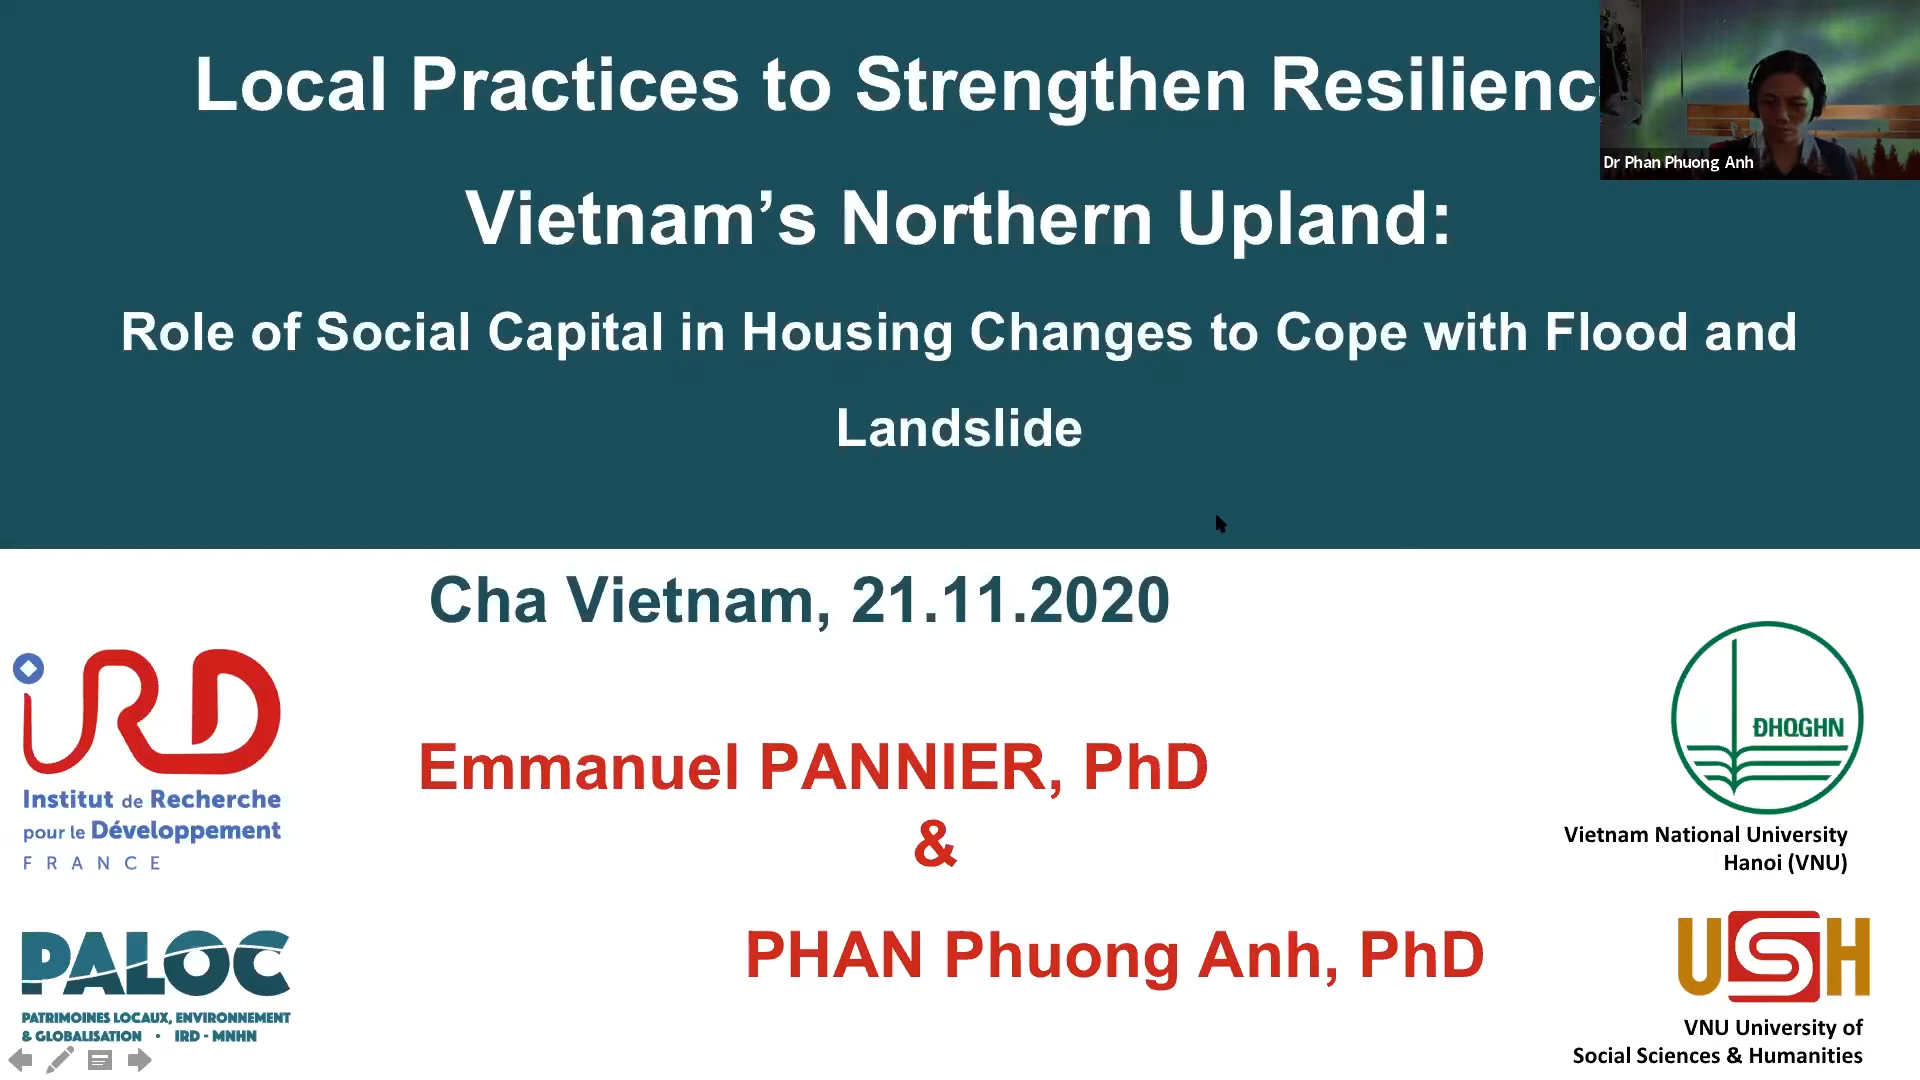 Local Practices to Strengthen Resilienc
Dr Phan Phuong Anh
Vietnam’s Northern Upland:
Role of Social Capital in Housing Changes to Cope with Flood and
Landslide
Cha Vietnam, 21.11.2020
iRD
Institut de Recherche
pour le Développement
FRANCE
Emmanuel PANNIER, PhD
&
PHAN Phuong Anh, PhD
ĐHQGHN
Vietnam National University
Hanoi (VNU)
PALOC
PATRIMOINES LOCAUX, ENVIRONNEMENT
& GLOBALISATION • IRD - MNHN
USH
VNU University of
Social Sciences & Humanities